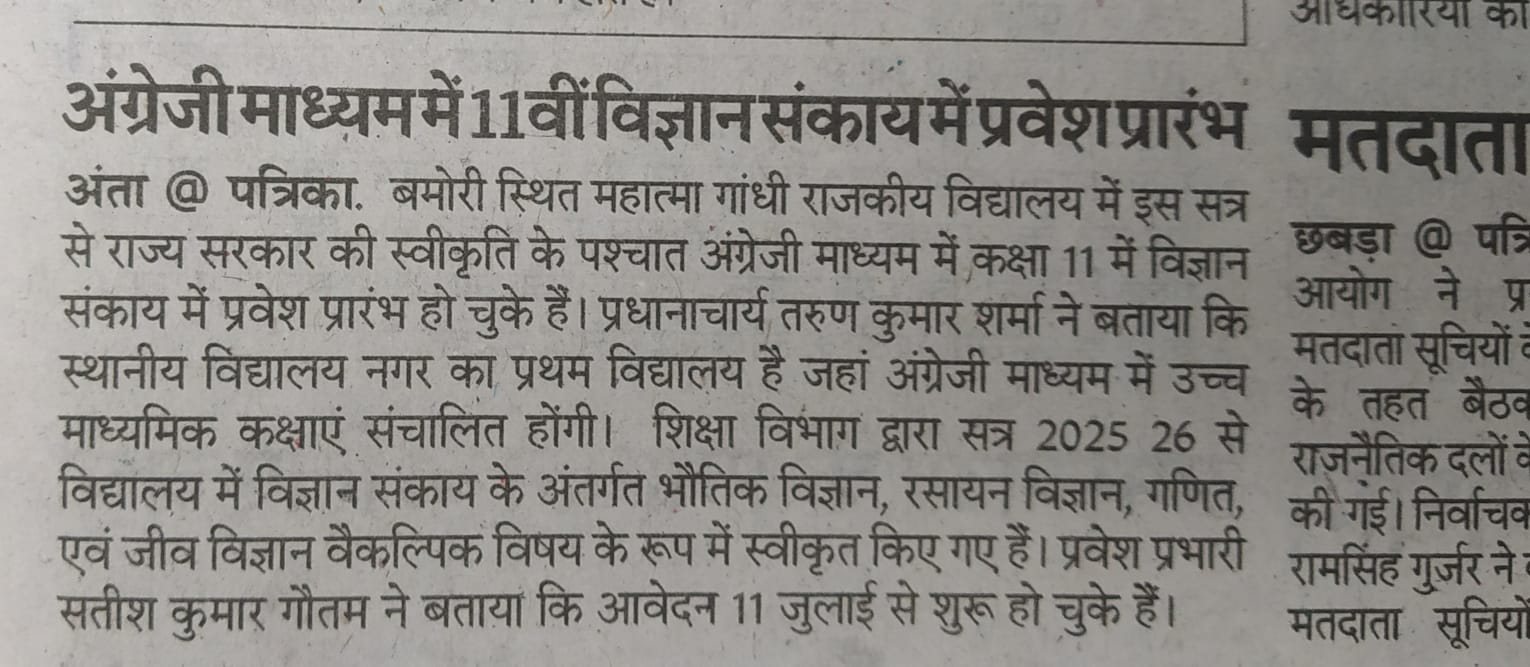 अंग्रेजी माध्यम में 11वीं विज्ञान संकाय में प्रवेश प्रारंभ
अंता @ पत्रिका. बमोरी स्थित महात्मा गांधी राजकीय विद्यालय में इस सत्र
से राज्य सरकार की स्वीकृति के पश्चात अंग्रेजी माध्यम में कक्षा 11 में विज्ञान
संकाय में प्रवेश प्रारंभ हो चुके हैं। प्रधानाचार्य तरुण कुमार शर्मा ने बताया कि
स्थानीय विद्यालय नगर का प्रथम विद्यालय है जहां अंग्रेजी माध्यम में उच्च
माध्यमिक कक्षाएं संचालित होंगी। शिक्षा विभाग द्वारा सत्र 2025 26 से
विद्यालय में विज्ञान संकाय के अंतर्गत भौतिक विज्ञान, रसायन विज्ञान, गणित,
एवं जीव विज्ञान वैकल्पिक विषय के रूप में स्वीकृत किए गए हैं। प्रवेश प्रभारी
सतीश कुमार गौतम ने बताया कि आवेदन 11 जुलाई से शुरू हो चुके हैं।
अधिकारियों को
मतदाता
छबड़ा @
आयोग ने
मतदाता सूचियों
के तहत
राजनैतिक दलों
की गई। निर्वाचक
रामसिंह गुर्जर ने
मतदाता सूचियों